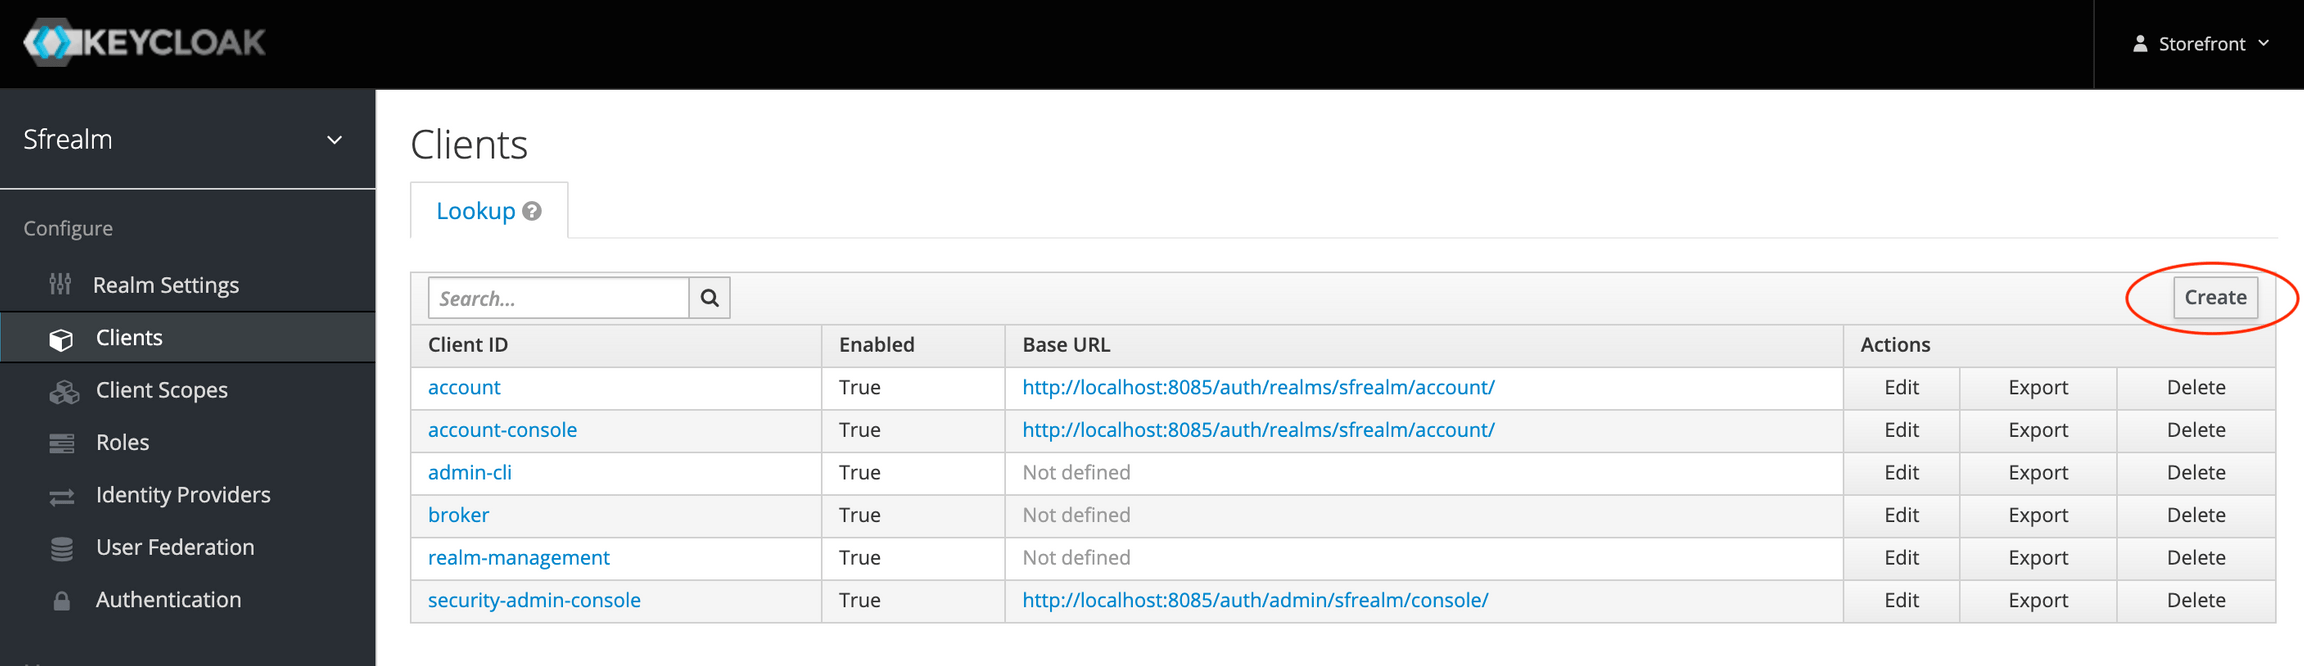 KEYCLOAK
Storefront
Sfrealm
Configure
Realm Settings
Clients
Client Scopes
Roles
Identity Providers
User Federation
Authentication
Clients
Lookup ?
Search...
Create
Client ID Enabled Base URL Actions
account True http://localhost:8085/auth/realms/sfrealm/account/ Edit Export Delete
account-console True http://localhost:8085/auth/realms/sfrealm/account/ Edit Export Delete
admin-cli True Not defined Edit Export Delete
broker True Not defined Edit Export Delete
realm-management True Not defined Edit Export Delete
security-admin-console True http://localhost:8085/auth/admin/sfrealm/console/ Edit Export Delete